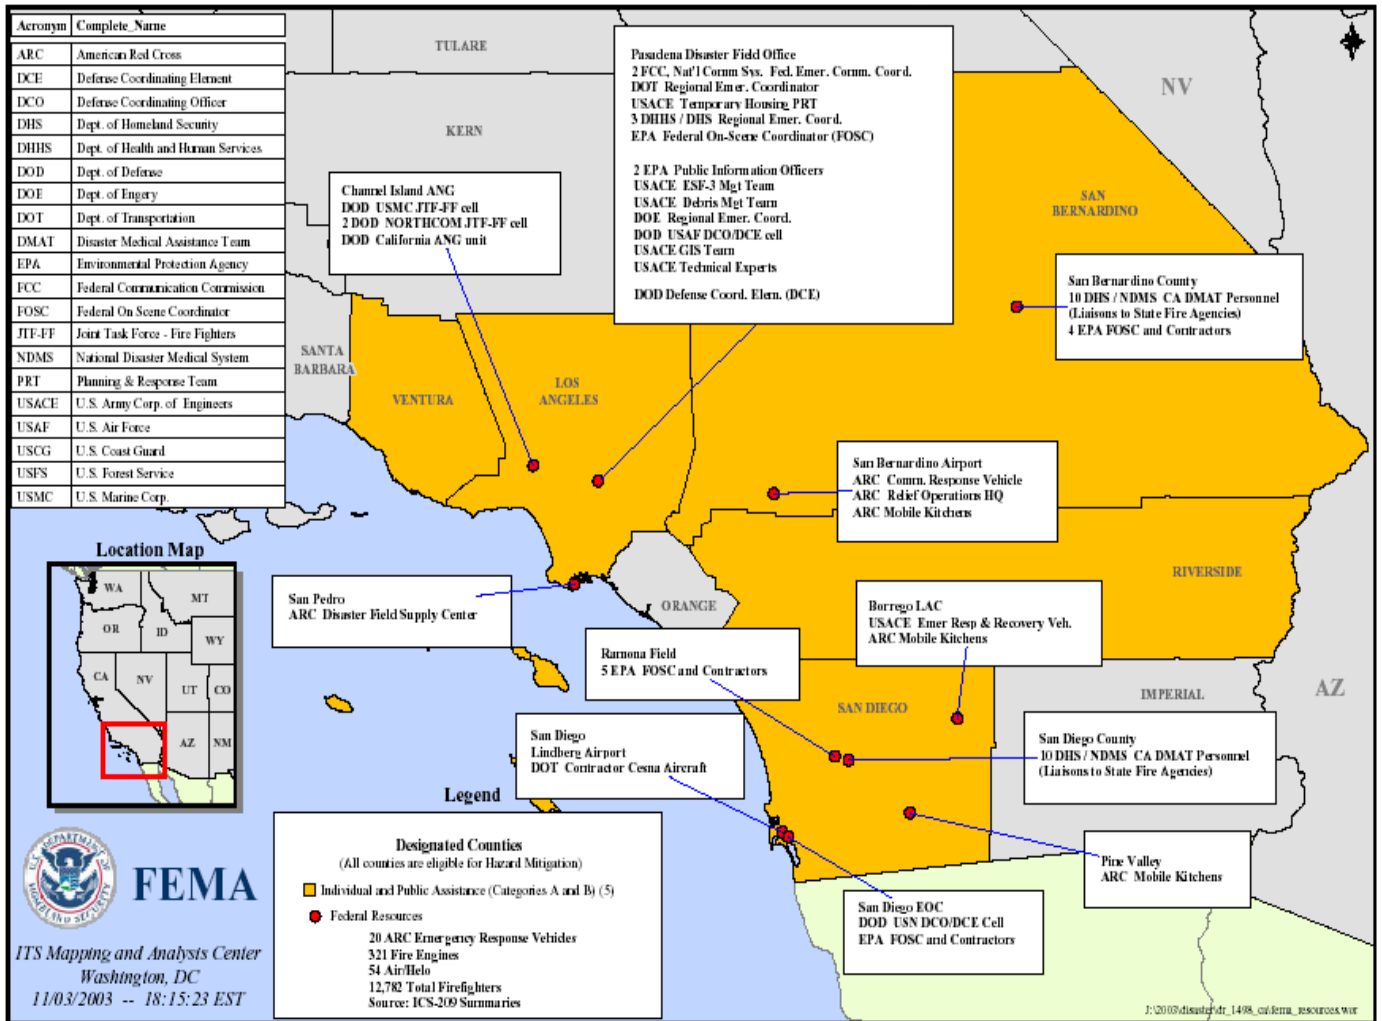 Acronym Complete_Name
ARC American Red Cross
DCE Defense Coordinating Element
DCO Defense Coordinating Officer
DHS Dept. of Homeland Security
DHHS Dept. of Health and Human Services
DOD Dept. of Defense
DOE Dept. of Engery
DOT Dept. of Transportation
DMAT Disaster Medical Assistance Team
EPA Environmental Protection Agency
FCC Federal Communication Commission
FOSC Federal On Scene Coordinator
JTF-FF Joint Task Force - Fire Fighters
NDMS National Disaster Medical System
PRT Planning & Response Team
USACE U.S. Army Corp. of Engineers
USAF U.S. Air Force
USCG U.S. Coast Guard
USFS U.S. Forest Service
USMC U.S. Marine Corp.
TULARE
KERN
NV
SAN
BERNARDINO
SANTA
BARBARA
VENTURA
LOS
ANGELES
ORANGE
RIVERSIDE
SAN DIEGO
IMPERIAL
AZ
Pasadena Disaster Field Office
2 FCC, Nat'l Comm Sys. Fed. Emer. Comm. Coord.
DOT Regional Emer. Coordinator
USACE Temporary Housing PRT
3 DHHS / DHS Regional Emer. Coord.
EPA Federal On-Scene Coordinator (FOSC)
2 EPA Public Information Officers
USACE ESF-3 Mgt Team
USACE Debris Mgt Team
DOE Regional Emer. Coord.
DOD USAF DCO/DCE cell
USACE GIS Team
USACE Technical Experts
DOD Defense Coord. Elem. (DCE)
Channel Island ANG
DOD USMC JTF-FF cell
2 DOD NORTHCOM JTF-FF cell
DOD California ANG unit
San Bernardino County
10 DHS / NDMS CA DMAT Personnel
(Liaisons to State Fire Agencies)
4 EPA FOSC and Contractors
San Bernardino Airport
ARC Comm. Response Vehicle
ARC Relief Operations HQ
ARC Mobile Kitchens
San Pedro
ARC Disaster Field Supply Center
Borrego LAC
USACE Emer Resp & Recovery Veh.
ARC Mobile Kitchens
Ramona Field
5 EPA FOSC and Contractors
San Diego
Lindberg Airport
DOT Contractor Cesna Aircraft
San Diego County
10 DHS / NDMS CA DMAT Personnel
(Liaisons to State Fire Agencies)
Pine Valley
ARC Mobile Kitchens
San Diego EOC
DOD USN DCO/DCE Cell
EPA FOSC and Contractors
Location Map
WA
MT
OR
ID
WY
CA
NV
UT
CO
AZ
NM
Legend
Designated Counties
(All counties are eligible for Hazard Mitigation)
Individual and Public Assistance (Categories A and B) (5)
Federal Resources
20 ARC Emergency Response Vehicles
321 Fire Engines
54 Air/Helo
12,782 Total Firefighters
Source: ICS-209 Summaries
U.S. DEPARTMENT OF
HOMELAND SECURITY
FEMA
ITS Mapping and Analysis Center
Washington, DC
11/03/2003 -- 18:15:23 EST
J:\2003\disaster\dr_1498_ca\fema_resources.wor